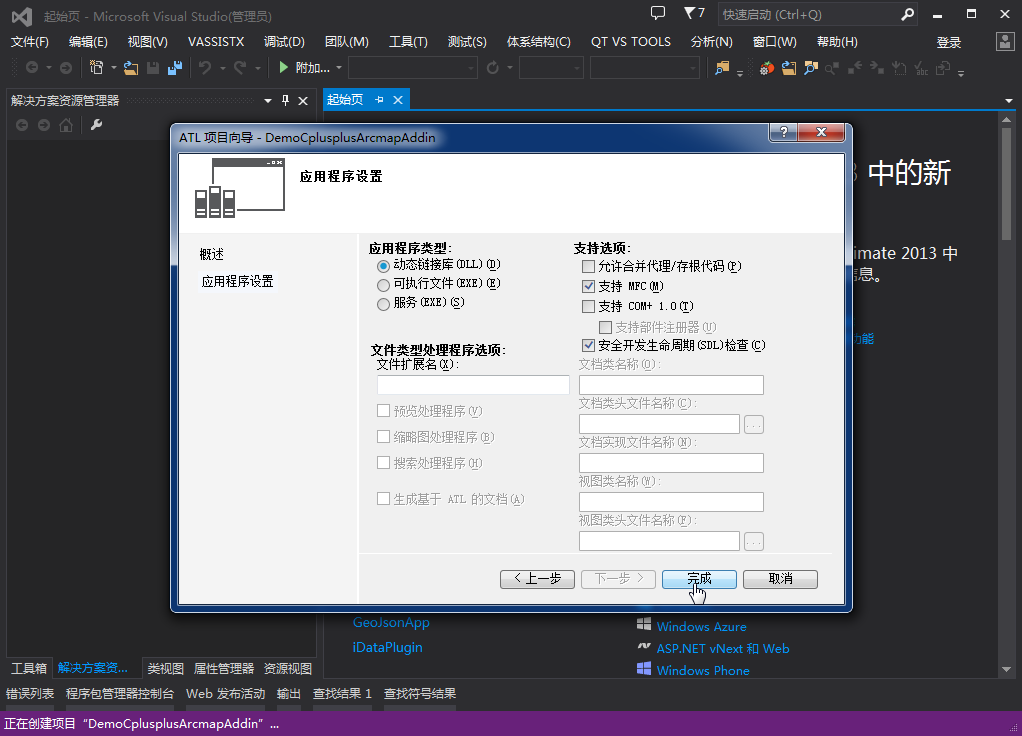 起始页 - Microsoft Visual Studio(管理员)
7
快速启动 (Ctrl+Q)
文件(F) 编辑(E) 视图(V) VASSISTX 调试(D) 团队(M) 工具(T) 测试(S) 体系结构(C) QT VS TOOLS 分析(N) 窗口(W) 帮助(H) 登录
附加...
解决方案资源管理器
起始页
ATL 项目向导 - DemoCplusplusArcmapAddin
?
应用程序设置
中的新
概述
应用程序设置
应用程序类型:
动态链接库(DLL)(D)
可执行文件(EXE)(E)
服务(EXE)(S)
文件类型处理程序选项:
文件扩展名(X):
预览处理程序(V)
缩略图处理程序(B)
搜索处理程序(H)
生成基于 ATL 的文档(A)
支持选项:
允许合并代理/存根代码(P)
支持 MFC(M)
支持 COM+ 1.0(T)
支持部件注册器(U)
安全开发生命周期(SDL)检查(C)
文档类名称(O):
文档类头文件名称(C):
...
文档实现文件名称(N):
视图类名称(W):
视图类头文件名称(F):
...
imate 2013 中
息。
功能
< 上一步
下一步 >
完成
取消
GeoJsonApp
iDataPlugin
Windows Azure
ASP.NET vNext 和 Web
Windows Phone
工具箱 解决方案资... 类视图 属性管理器 资源视图
错误列表 程序包管理器控制台 Web 发布活动 输出 查找结果 1 查找符号结果
正在创建项目 “DemoCplusplusArcmapAddin” ...